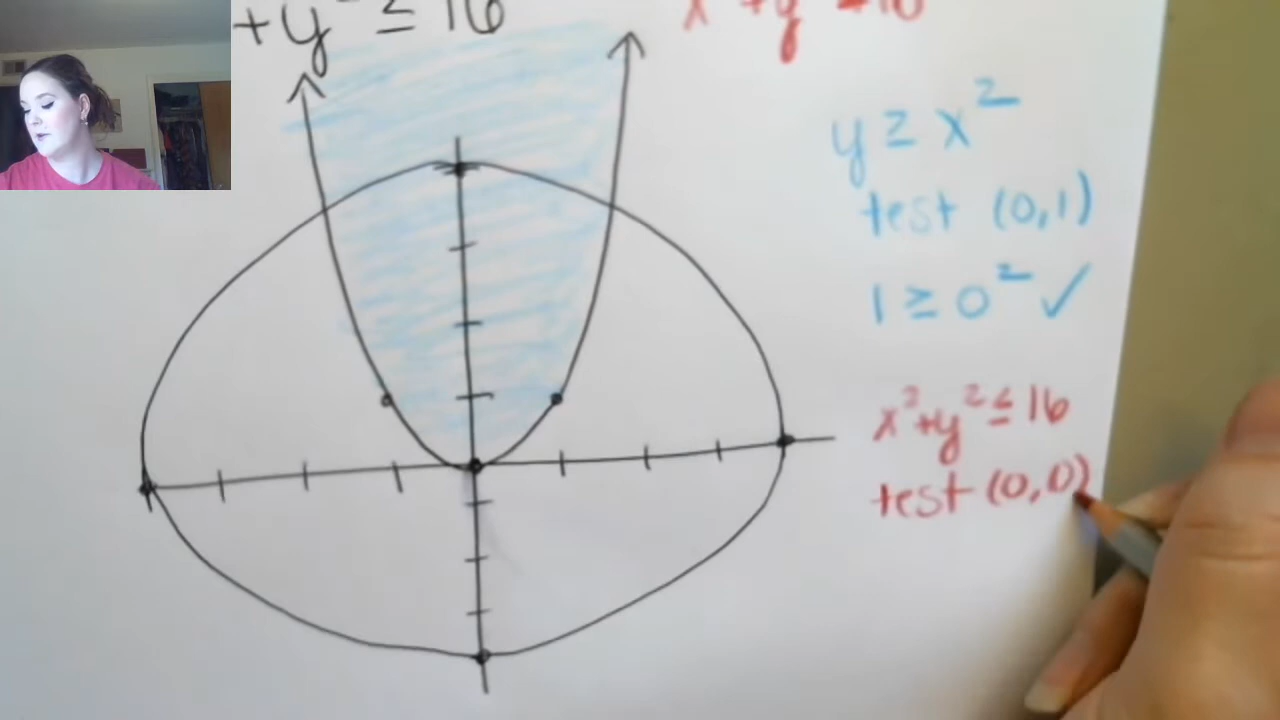 +y² ≤ 16
y ≥ x²
test (0,1)
1 ≥ 0² ✓
x²+y² ≤ 16
test (0,0)